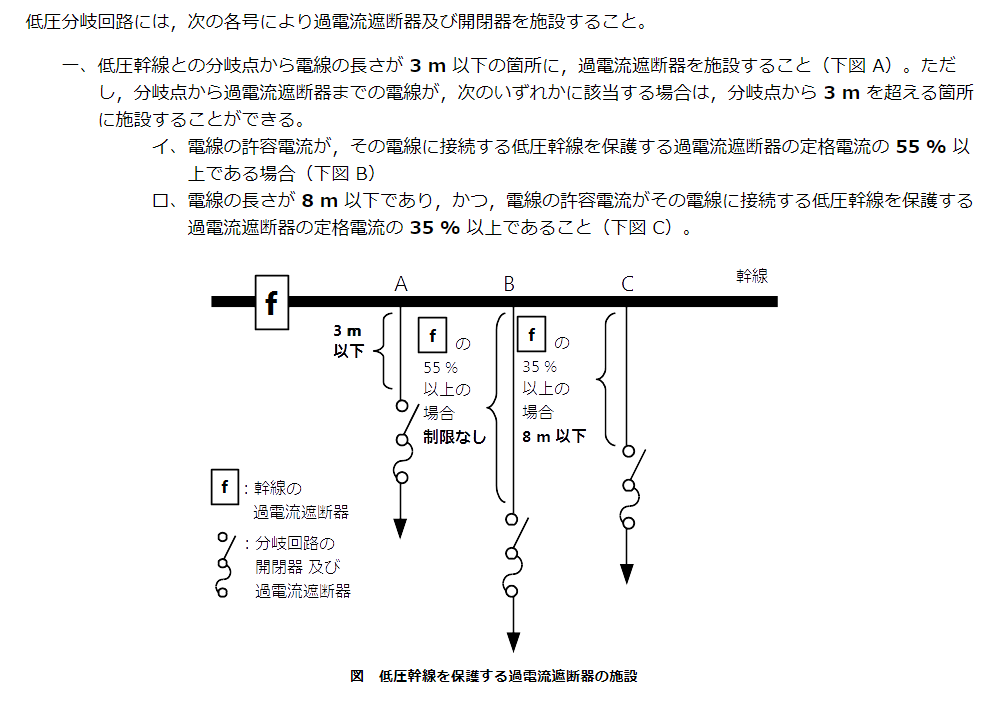 低圧分岐回路には，次の各号により過電流遮断器及び開閉器を施設すること。
一、低圧幹線との分岐点から電線の長さが 3 m 以下の箇所に，過電流遮断器を施設すること（下図 A）。ただ
し，分岐点から過電流遮断器までの電線が，次のいずれかに該当する場合は，分岐点から 3 m を超える箇所
に施設することができる。
イ、電線の許容電流が，その電線に接続する低圧幹線を保護する過電流遮断器の定格電流の 55 % 以
上である場合（下図 B）
ロ、電線の長さが 8 m 以下であり，かつ，電線の許容電流がその電線に接続する低圧幹線を保護する
過電流遮断器の定格電流の 35 % 以上であること（下図 C）。
A
B
C
幹線
f
3 m
以下
f の
55 %
以上の
場合
制限なし
f の
35 %
以上の
場合
8 m 以下
f : 幹線の
過電流遮断器
: 分岐回路の
開閉器 及び
過電流遮断器
図　低圧幹線を保護する過電流遮断器の施設